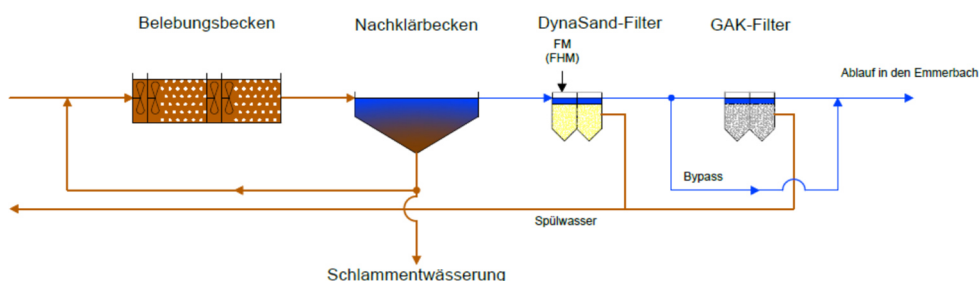 Belebungsbecken
Nachklärbecken
DynaSand-Filter
GAK-Filter
FM
(FHM)
Ablauf in den Emmerbach
Bypass
Spülwasser
Schlammentwässerung